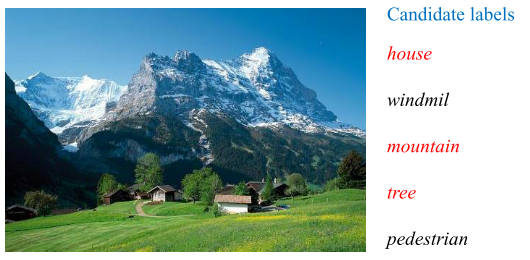 Candidate labels
house
windmil
mountain
tree
pedestrian